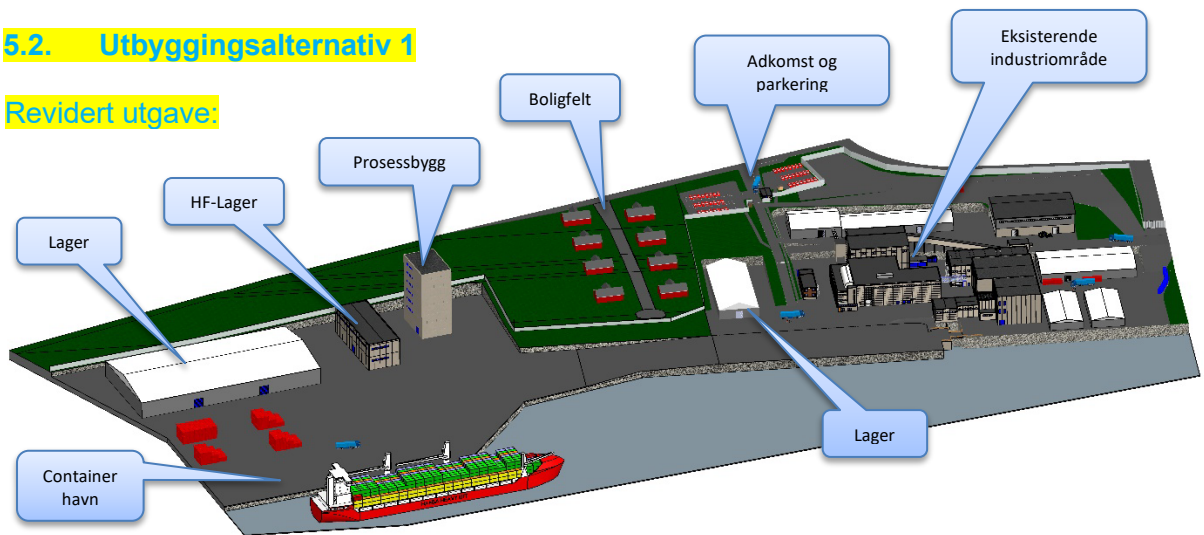 5.2. Utbyggingsalternativ 1
Revidert utgave:
Eksisterende
industriområde
Adkomst og
parkering
Boligfelt
Prosessbygg
HF-Lager
Lager
Lager
Container
havn